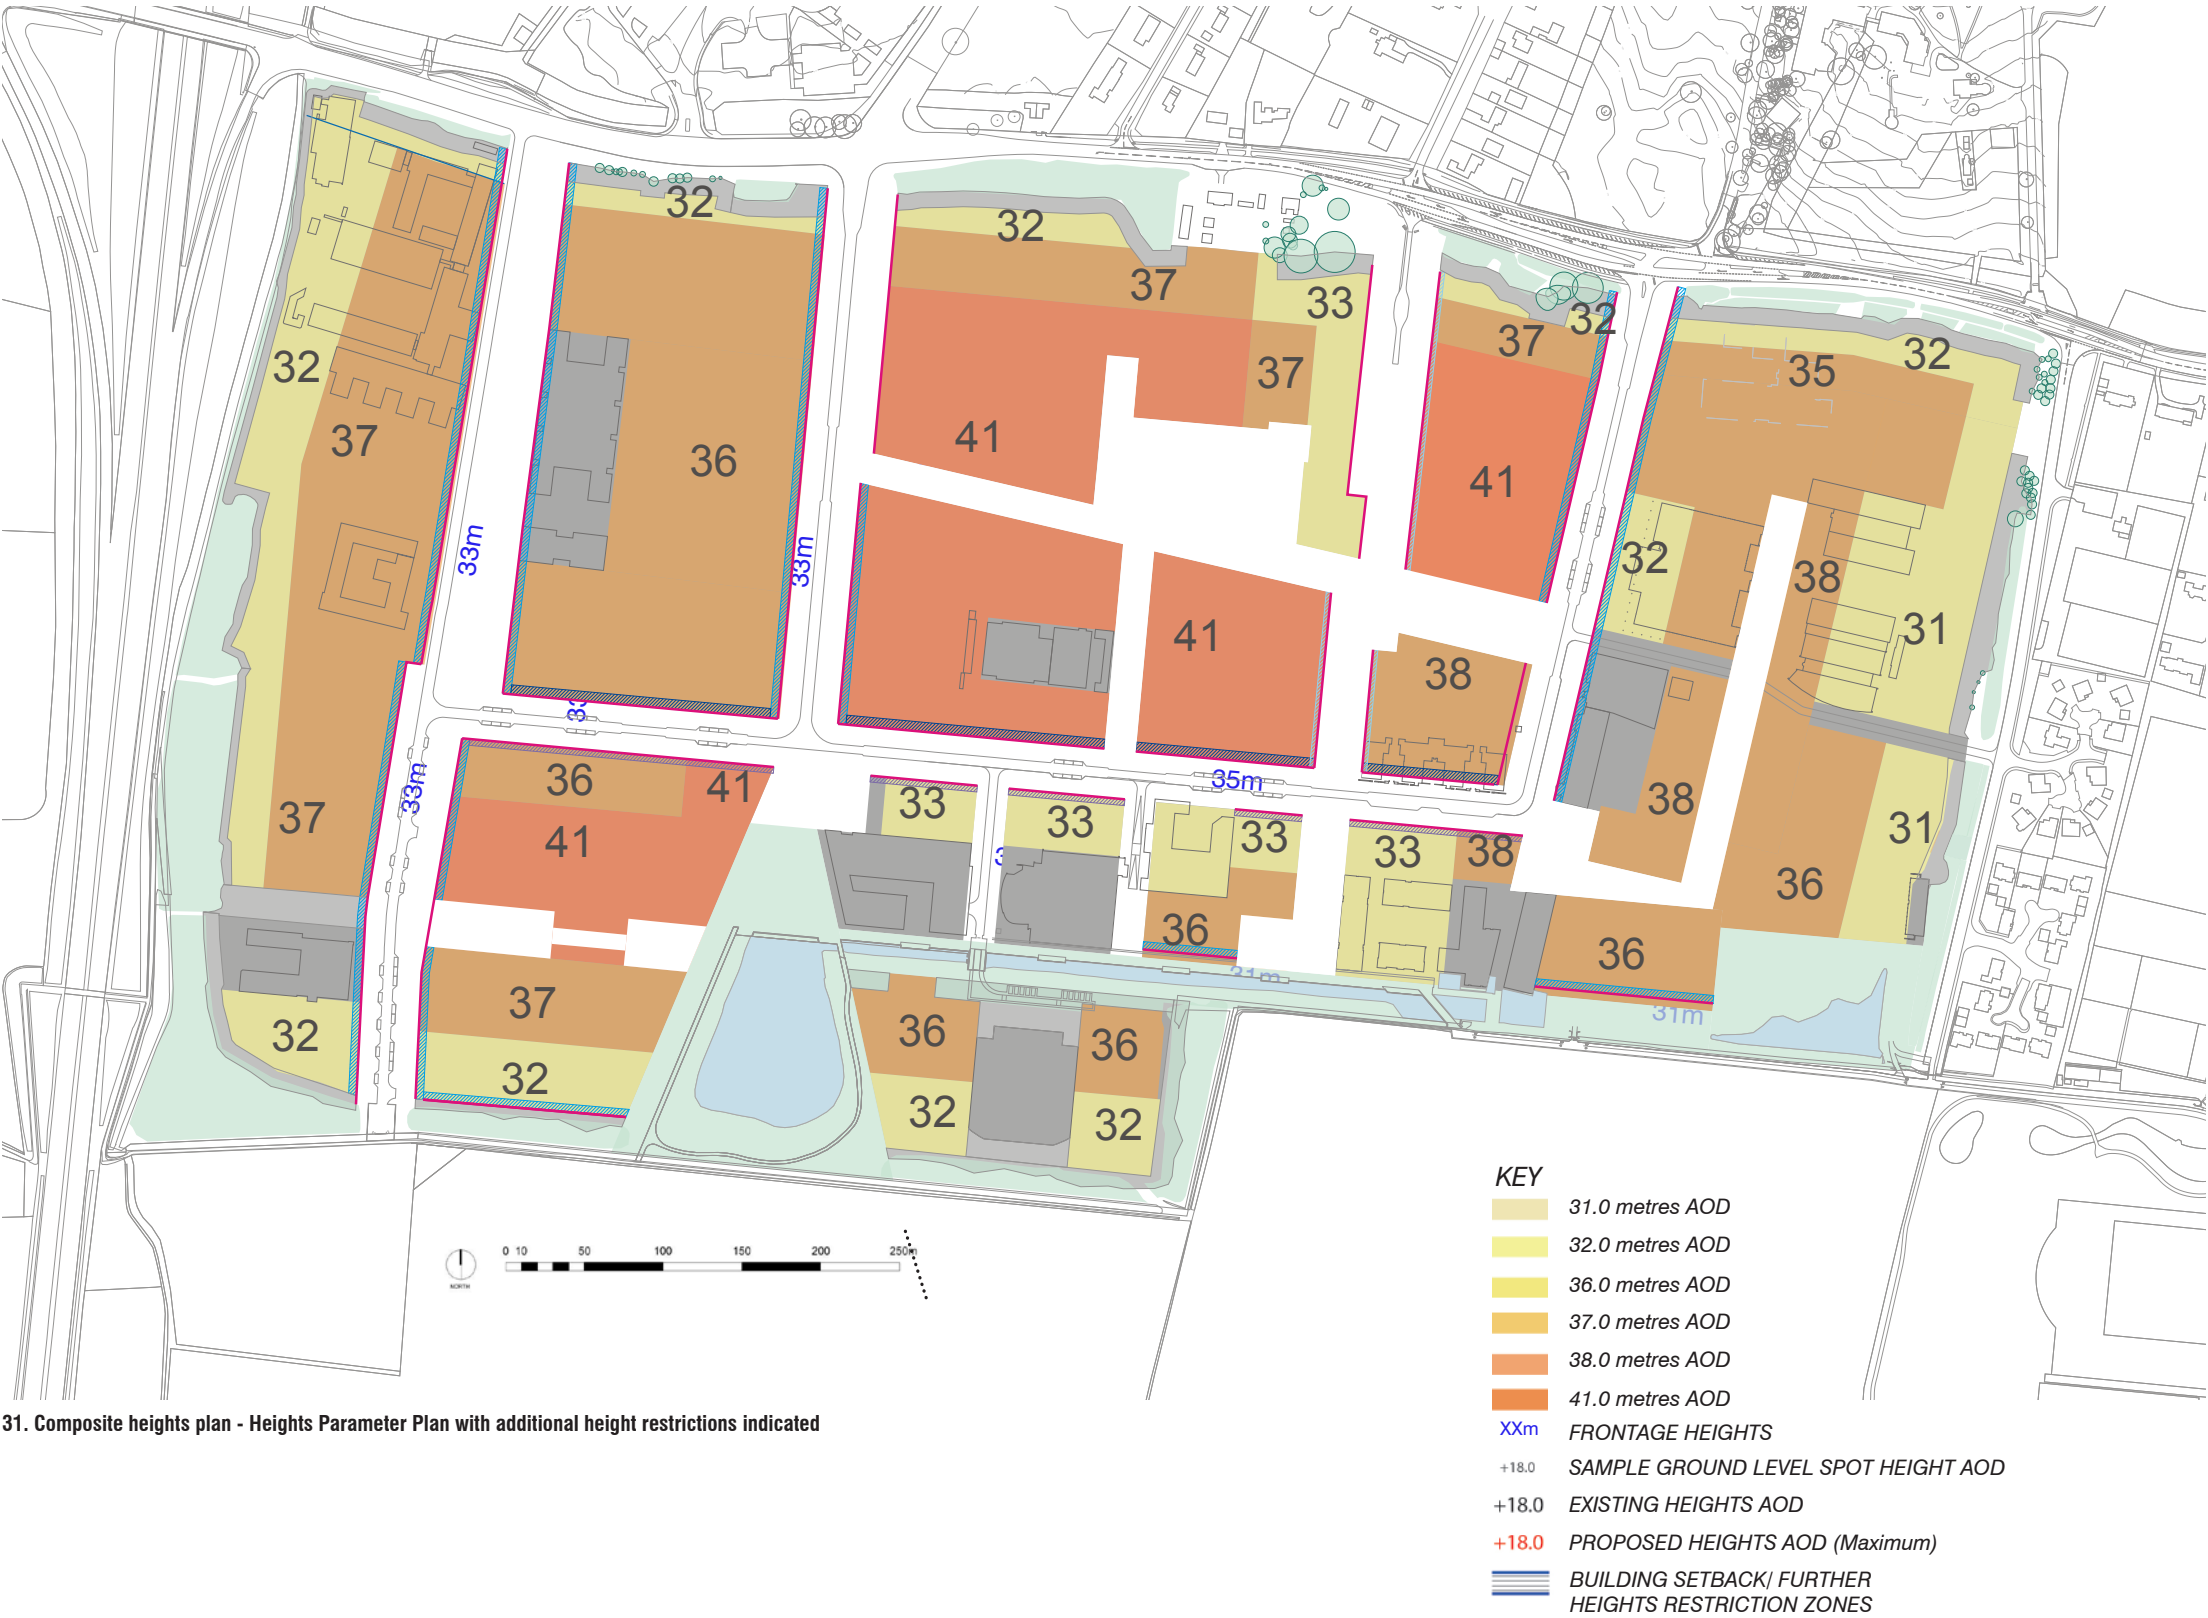 32
32
37
33
32
37
32
35
32
37
37
41
36
41
32
38
33m
33m
31
41
38
33
36
41
35m
33m
38
41
33
33
33
33
38
31
37
36
36
36
37
31m
31m
36
36
32
32
32
32
KEY
31.0 metres AOD
32.0 metres AOD
36.0 metres AOD
37.0 metres AOD
38.0 metres AOD
41.0 metres AOD
XXm FRONTAGE HEIGHTS
+18.0 SAMPLE GROUND LEVEL SPOT HEIGHT AOD
+18.0 EXISTING HEIGHTS AOD
+18.0 PROPOSED HEIGHTS AOD (Maximum)
BUILDING SETBACK/ FURTHER
HEIGHTS RESTRICTION ZONES
0 10 50 100 150 200 250m
NORTH
31. Composite heights plan - Heights Parameter Plan with additional height restrictions indicated